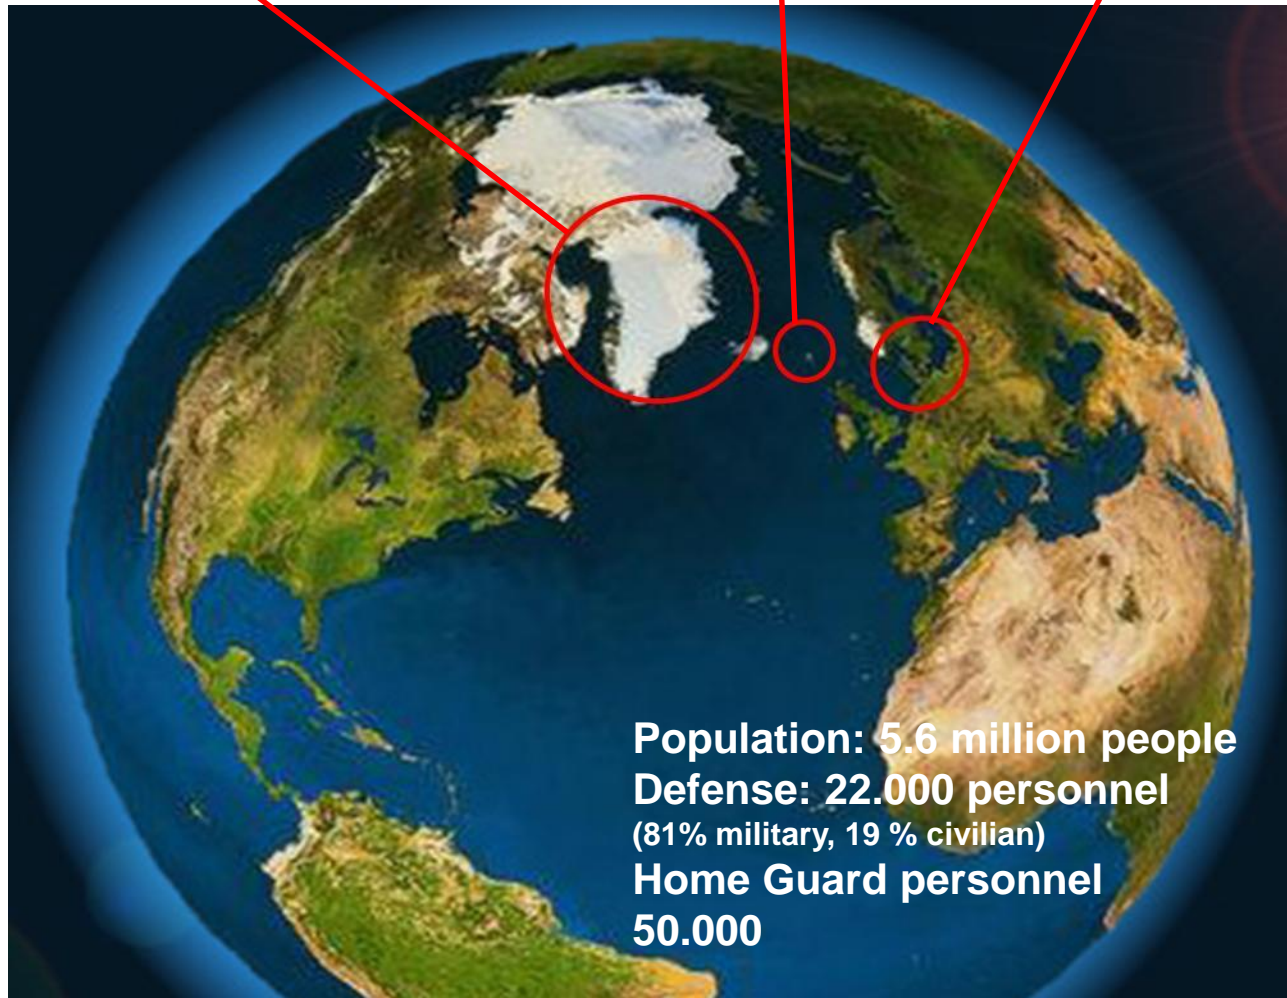 Population: 5.6 million people
Defense: 22.000 personnel
(81% military, 19 % civilian)
Home Guard personnel
50.000